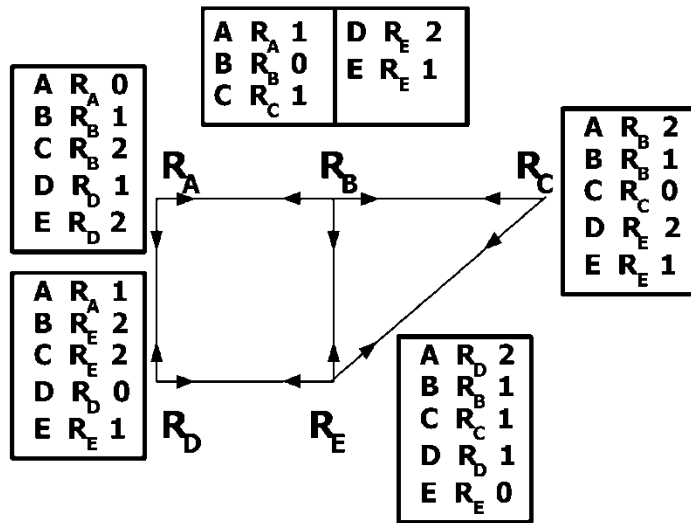 A R_A 1
B R_B 0
C R_C 1
D R_E 2
E R_E 1
A R_A 0
B R_B 1
C R_B 2
D R_D 1
E R_D 2
A R_B 2
B R_B 1
C R_C 0
D R_E 2
E R_E 1
R_A
R_B
R_C
A R_A 1
B R_E 2
C R_E 2
D R_D 0
E R_E 1
R_D
R_E
A R_D 2
B R_B 1
C R_C 1
D R_D 1
E R_E 0